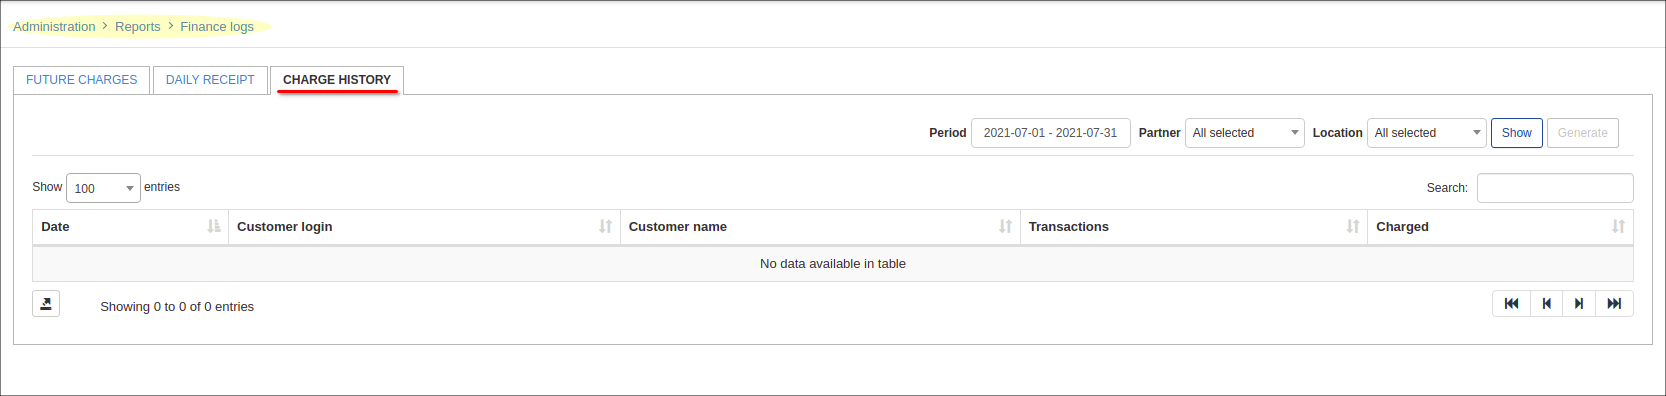 Administration > Reports > Finance logs
FUTURE CHARGES DAILY RECEIPT CHARGE HISTORY
Period 2021-07-01 - 2021-07-31 Partner All selected Location All selected Show Generate
Show 100 entries Search:
Date Customer login Customer name Transactions Charged
No data available in table
Showing 0 to 0 of 0 entries